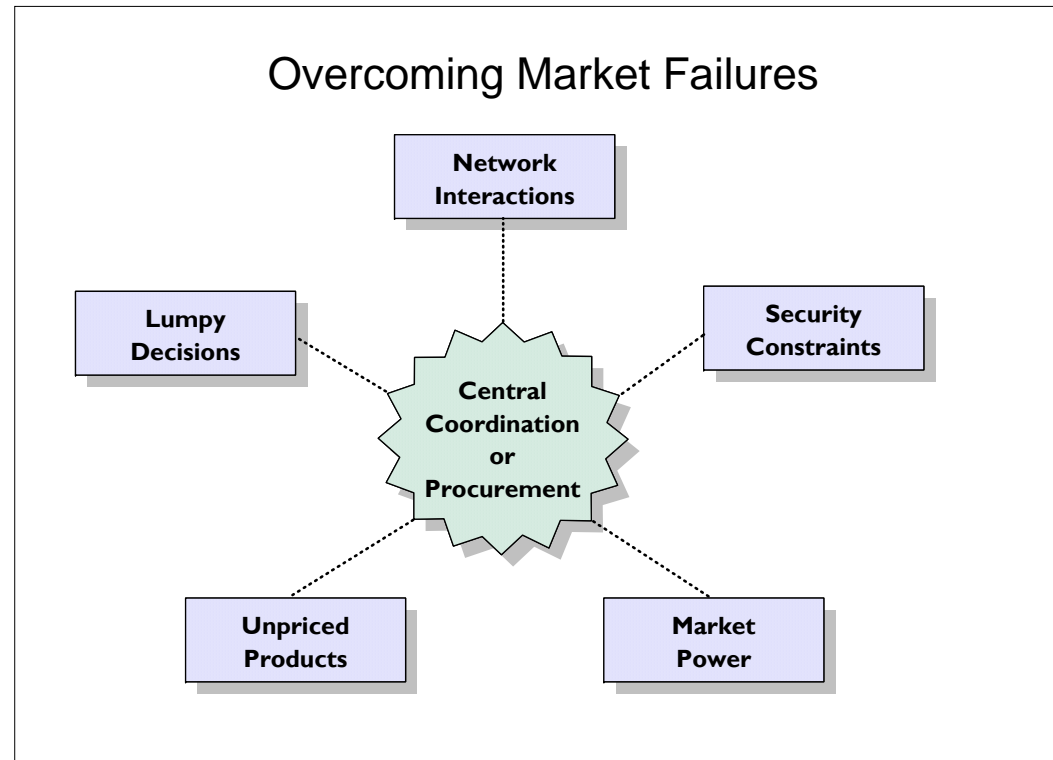 Overcoming Market Failures
Network
Interactions
Lumpy
Decisions
Security
Constraints
Central
Coordination
or
Procurement
Unpriced
Products
Market
Power